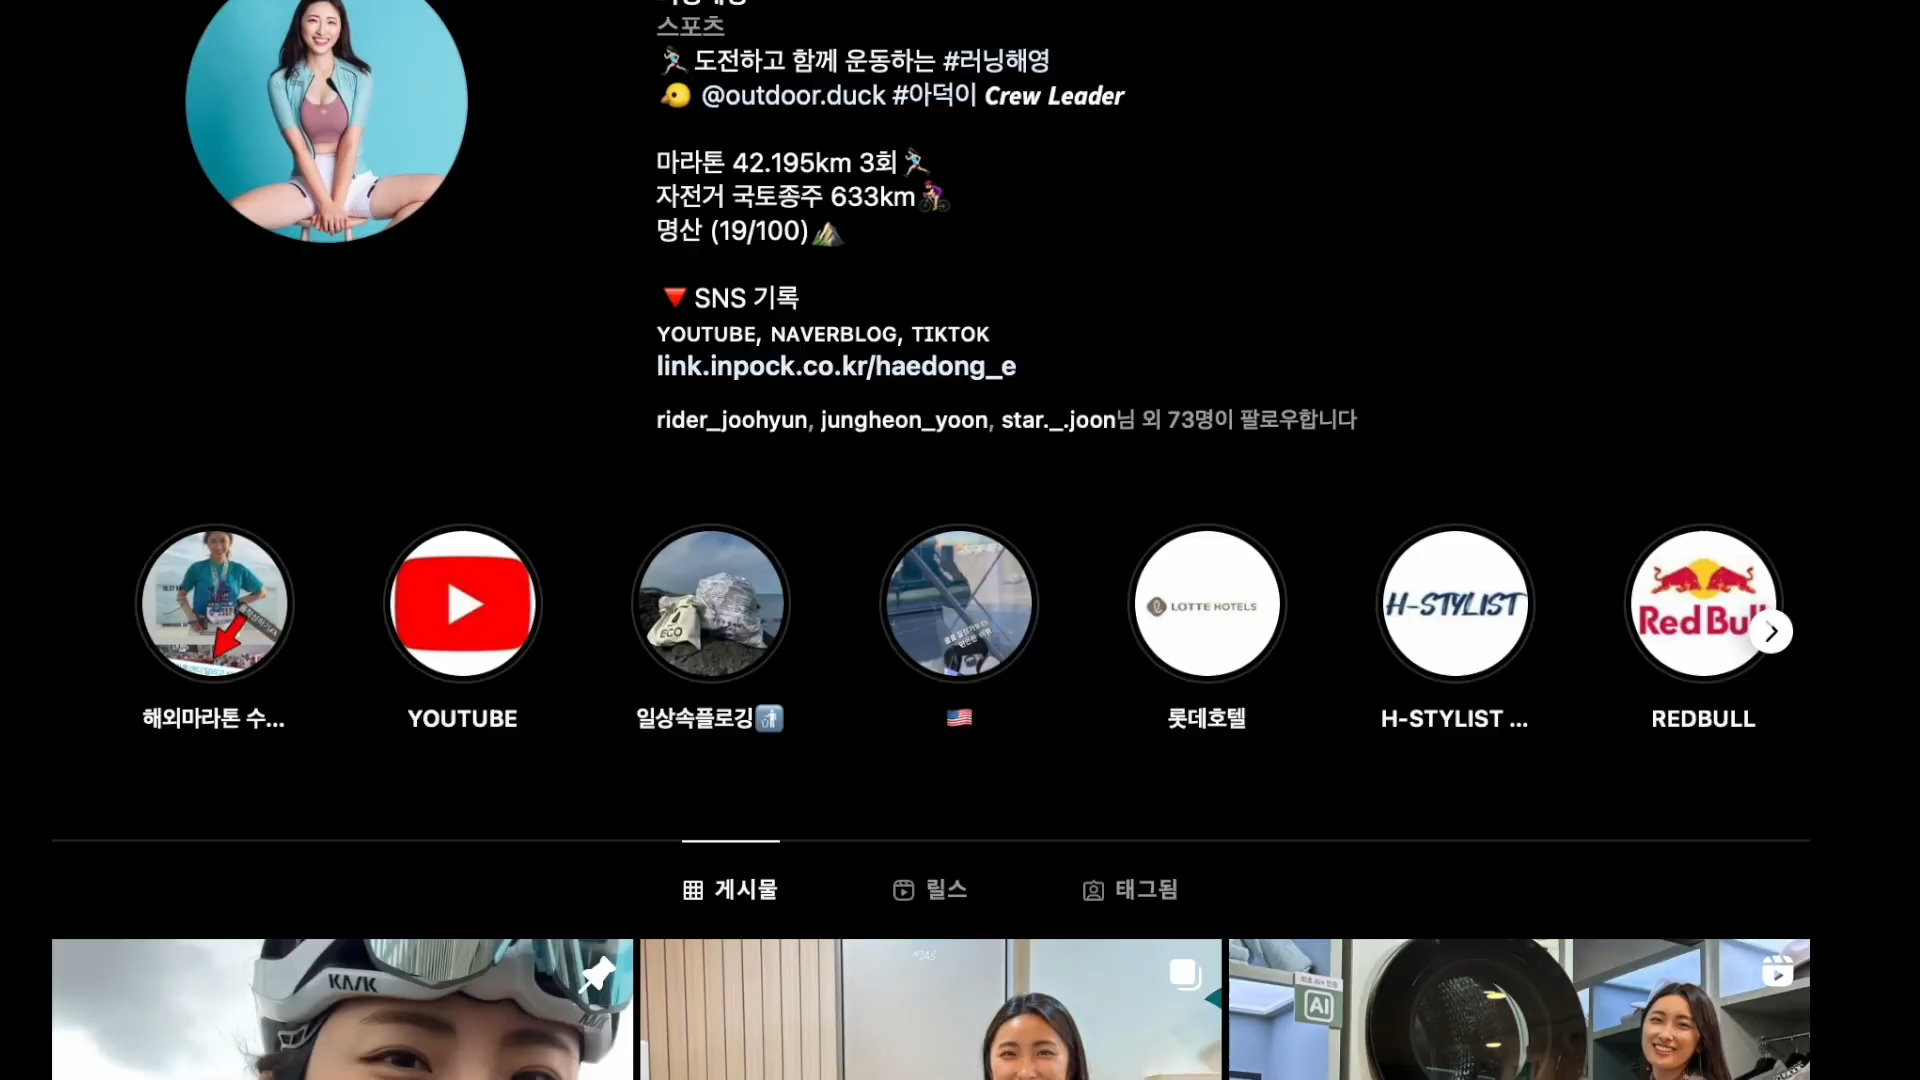 스포츠
🏃🏻‍♀️ 도전하고 함께 운동하는 #러닝해영
🐤 @outdoor.duck #아덕이 Crew Leader
마라톤 42.195km 3회🏃🏻‍♀️
자전거 국토종주 633km🚴🏻‍♀️
명산 (19/100)⛰️
🔻 SNS 기록
YOUTUBE, NAVERBLOG, TIKTOK
link.inpock.co.kr/haedong_e
rider_joohyun, jungheon_yoon, star._.joon님 외 73명이 팔로우합니다
ECO
LOTTE HOTELS
H-STYLIST
Red Bull
해외마라톤 수...
YOUTUBE
일상속플로깅🚮
🇺🇸
롯데호텔
H-STYLIST ...
REDBULL
게시물
릴스
태그됨
KASK
AI